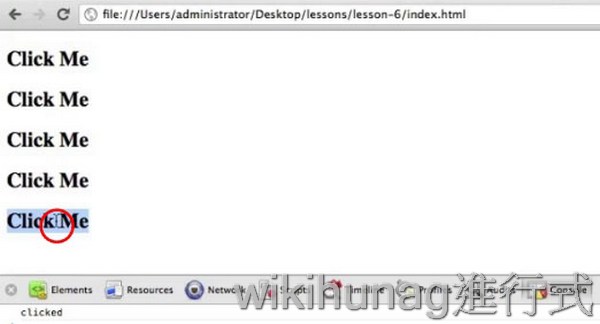 file:///Users/administrator/Desktop/lessons/lesson-6/index.html
Click Me
Click Me
Click Me
Click Me
Click Me
Elements Resources Network Scripts Timeline Console
wikihunag進行式
clicked